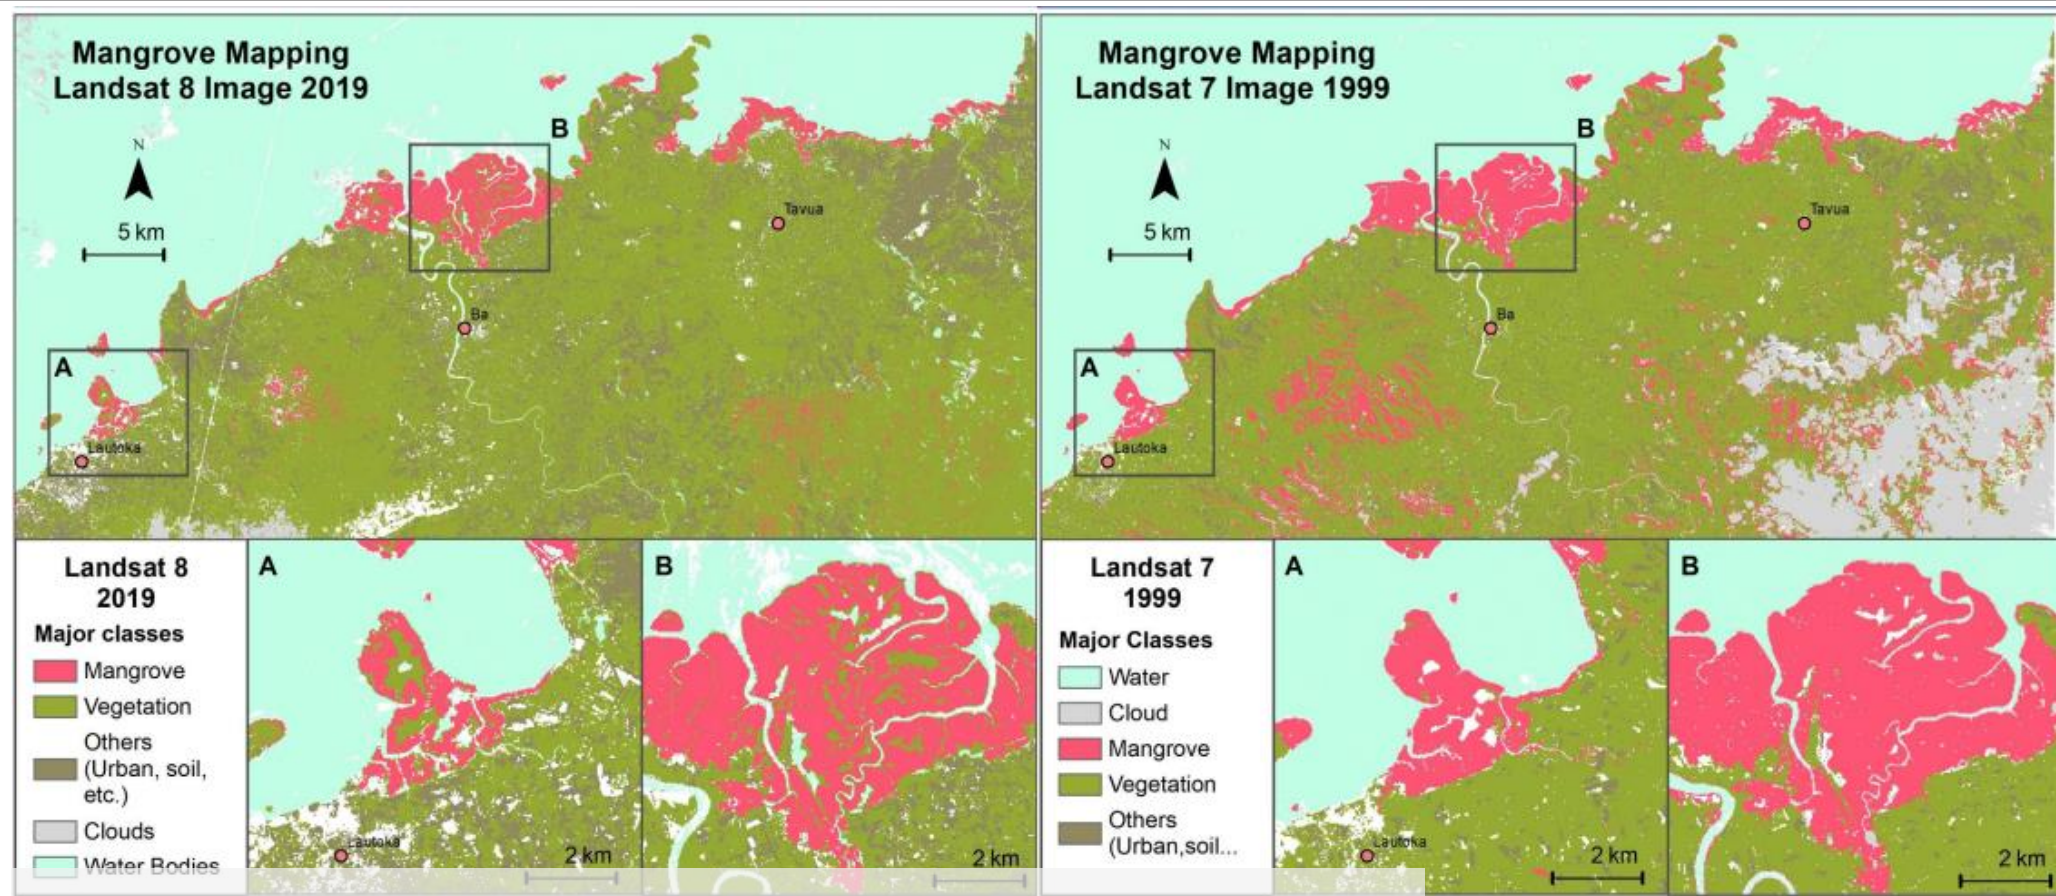 Mangrove Mapping
Landsat 8 Image 2019
N
5 km
B
Tavua
Ba
A
Lautoka
Landsat 8
2019
Major classes
Mangrove
Vegetation
Others
(Urban, soil,
etc.)
Clouds
Water Bodies
A
Lautoka
2 km
B
2 km
Mangrove Mapping
Landsat 7 Image 1999
N
5 km
B
Tavua
Ba
A
Lautoka
Landsat 7
1999
Major Classes
Water
Cloud
Mangrove
Vegetation
Others
(Urban,soil...
A
Lautoka
2 km
B
2 km